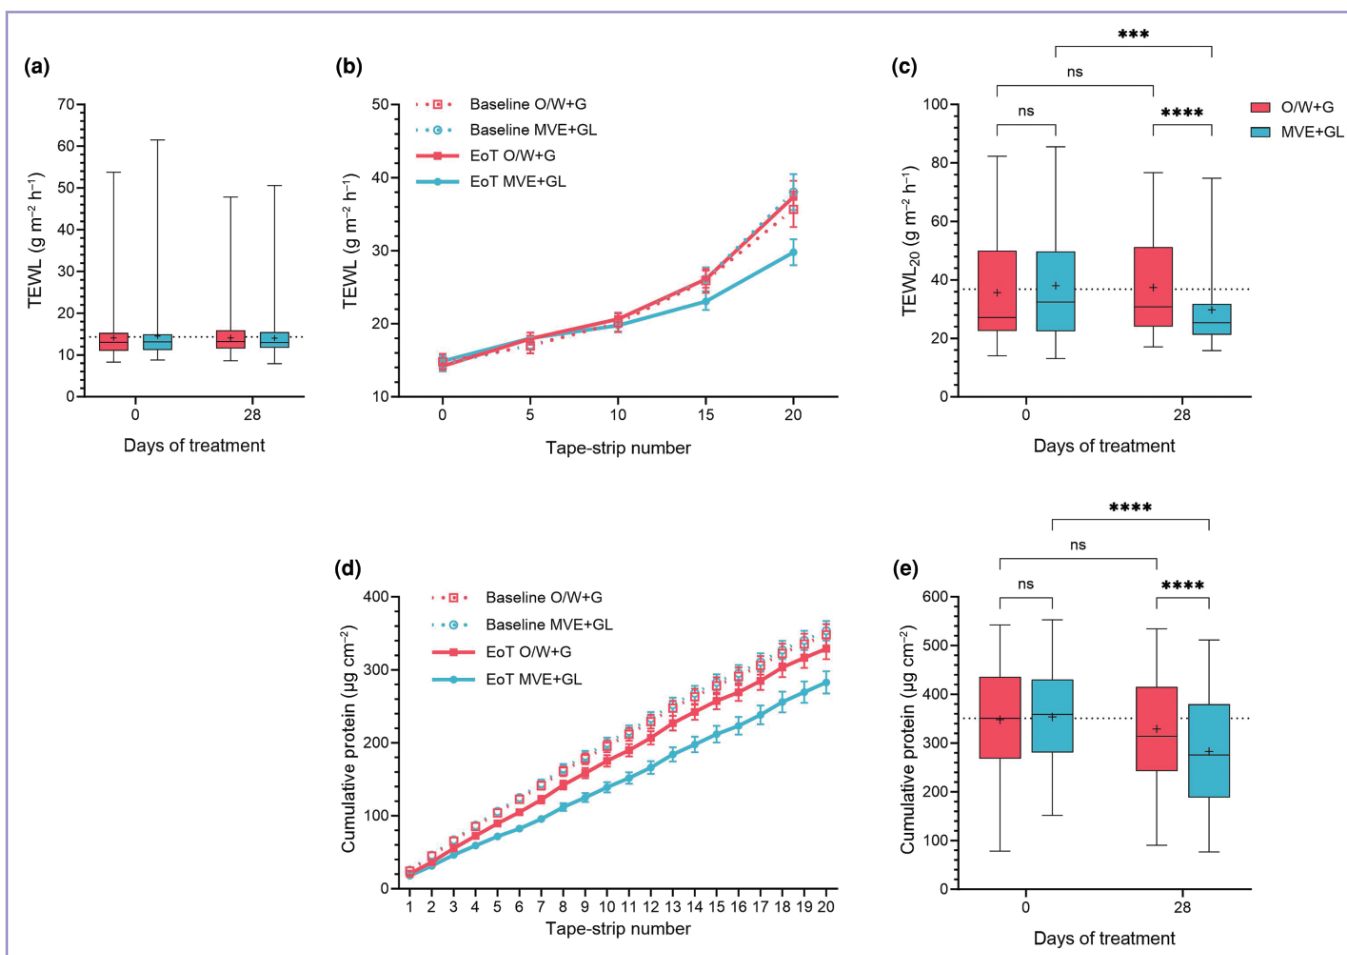 (a)
TEWL (g m⁻² h⁻¹)
70
60
50
40
30
20
10
0
0 28
Days of treatment
(b)
Baseline O/W+G
Baseline MVE+GL
EoT O/W+G
EoT MVE+GL
TEWL (g m⁻² h⁻¹)
50
40
30
20
10
0 5 10 15 20
Tape-strip number
(c)
***
ns
ns ****
O/W+G
MVE+GL
TEWL₂₀ (g m⁻² h⁻¹)
100
80
60
40
20
0
0 28
Days of treatment
(d)
Baseline O/W+G
Baseline MVE+GL
EoT O/W+G
EoT MVE+GL
Cumulative protein (µg cm⁻²)
400
300
200
100
0
1 2 3 4 5 6 7 8 9 10 11 12 13 14 15 16 17 18 19 20
Tape-strip number
(e)
****
ns
ns ****
Cumulative protein (µg cm⁻²)
600
500
400
300
200
100
0
0 28
Days of treatment